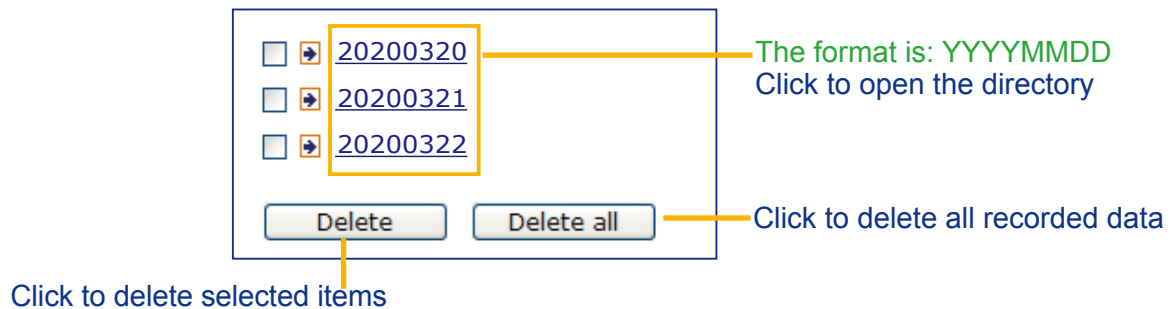 20200320
The format is: YYYYMMDD
Click to open the directory
20200321
20200322
Delete
Delete all
Click to delete all recorded data
Click to delete selected items